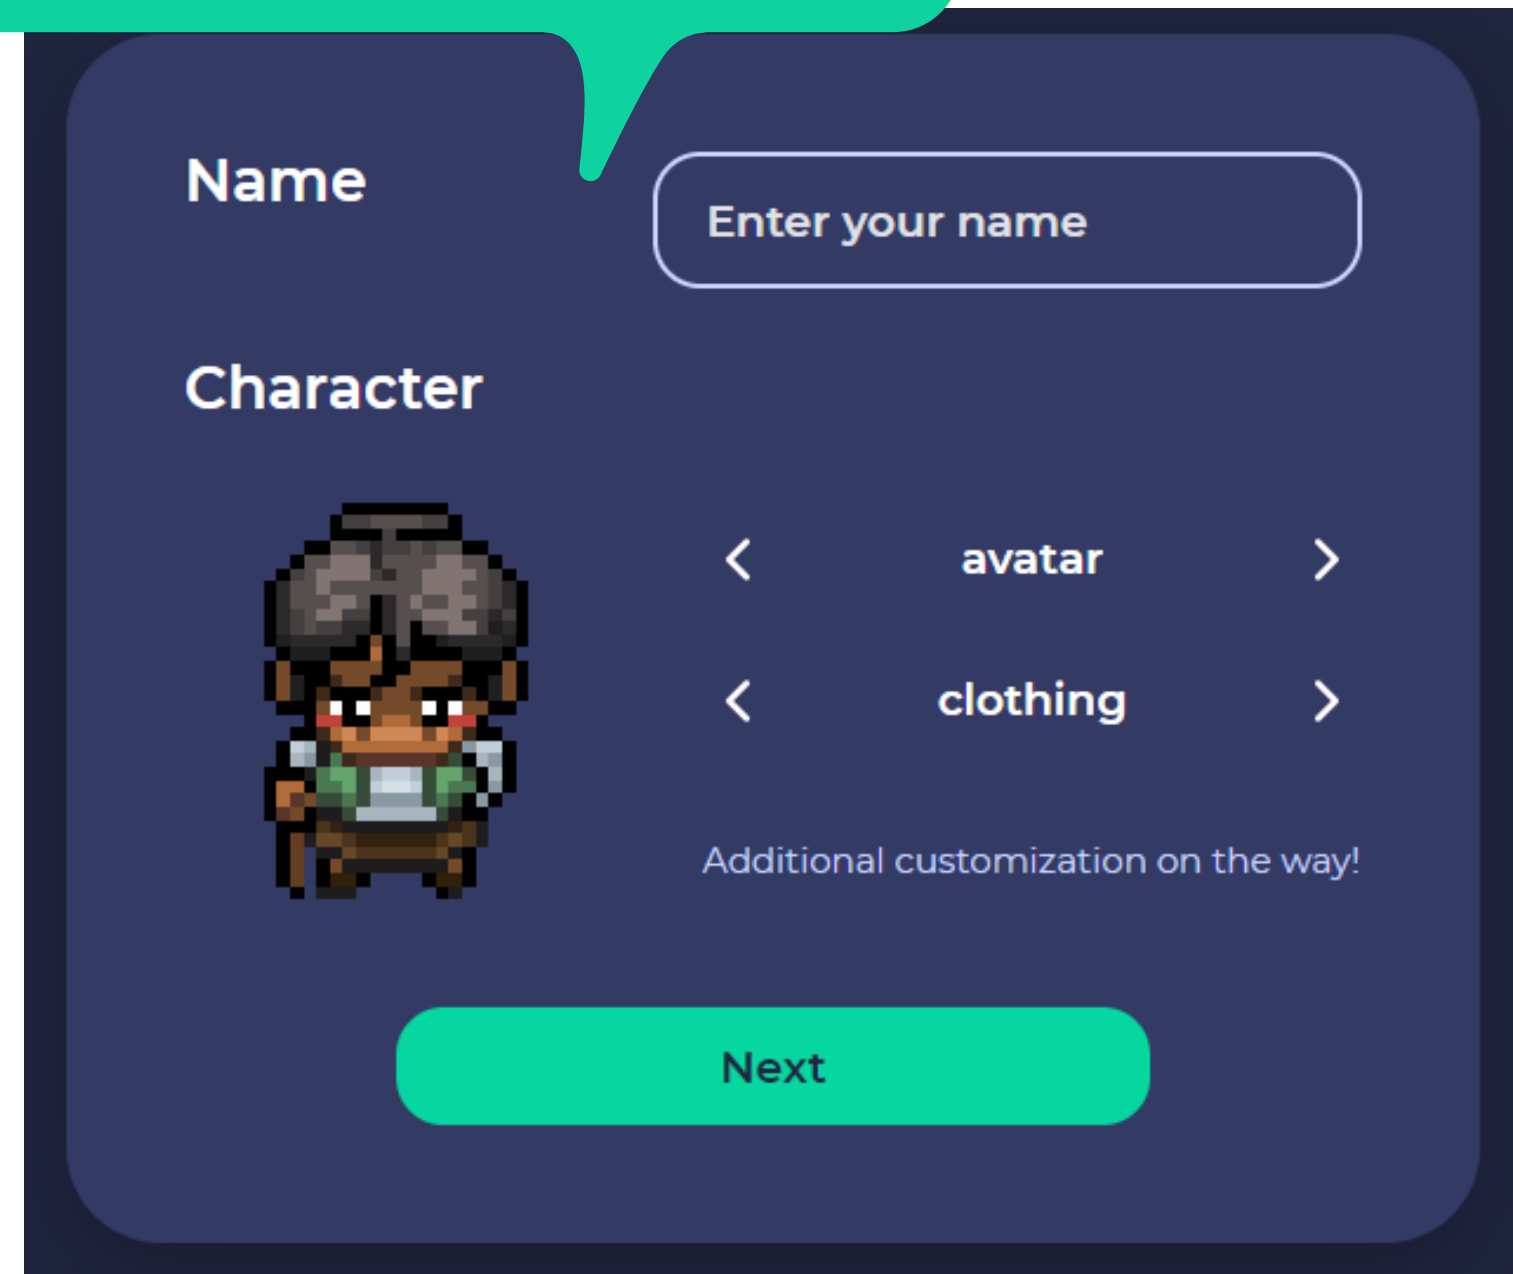 Name
Enter your name
Character
avatar
clothing
Additional customization on the way!
Next